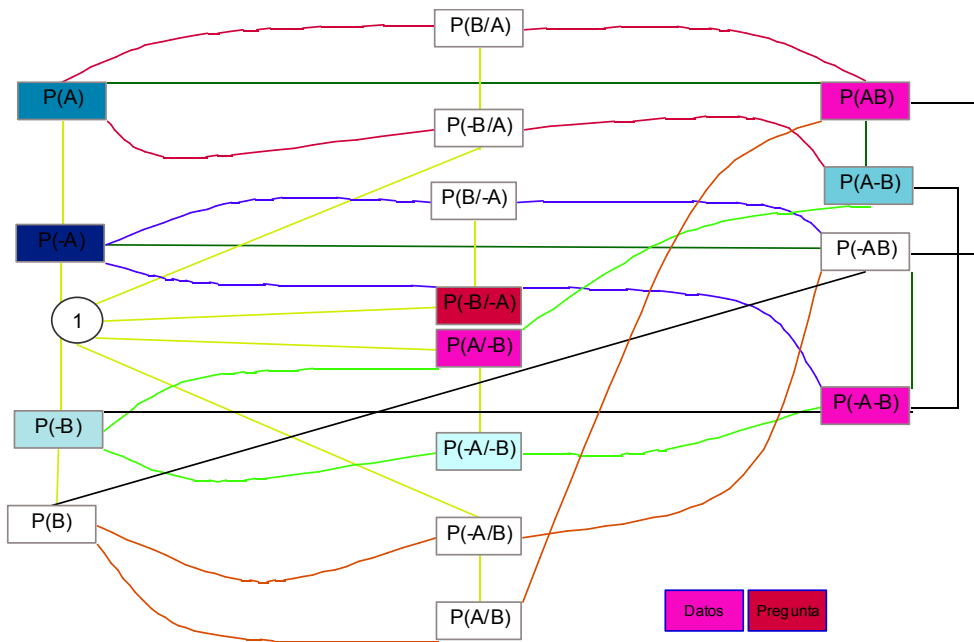 P(B/A)
P(A)
P(AB)
P(-B/A)
P(A-B)
P(B/-A)
P(-A)
P(-AB)
P(-B/-A)
1
P(A/-B)
P(-A-B)
P(-B)
P(-A/-B)
P(B)
P(-A/B)
P(A/B)
Datos
Pregunta